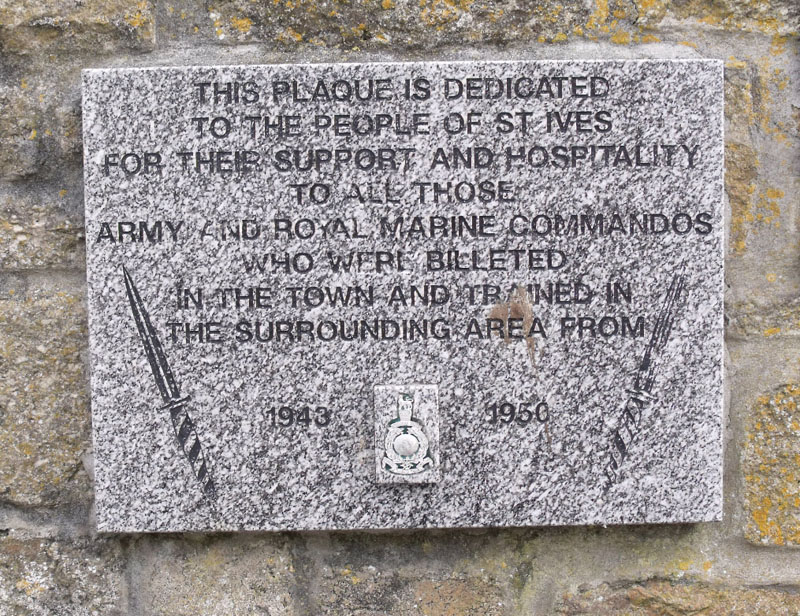 THIS PLAQUE IS DEDICATED
TO THE PEOPLE OF ST IVES
FOR THEIR SUPPORT AND HOSPITALITY
TO ALL THOSE
ARMY AND ROYAL MARINE COMMANDOS
WHO WERE BILLETED
IN THE TOWN AND TRAINED IN
THE SURROUNDING AREA FROM
1943 1950